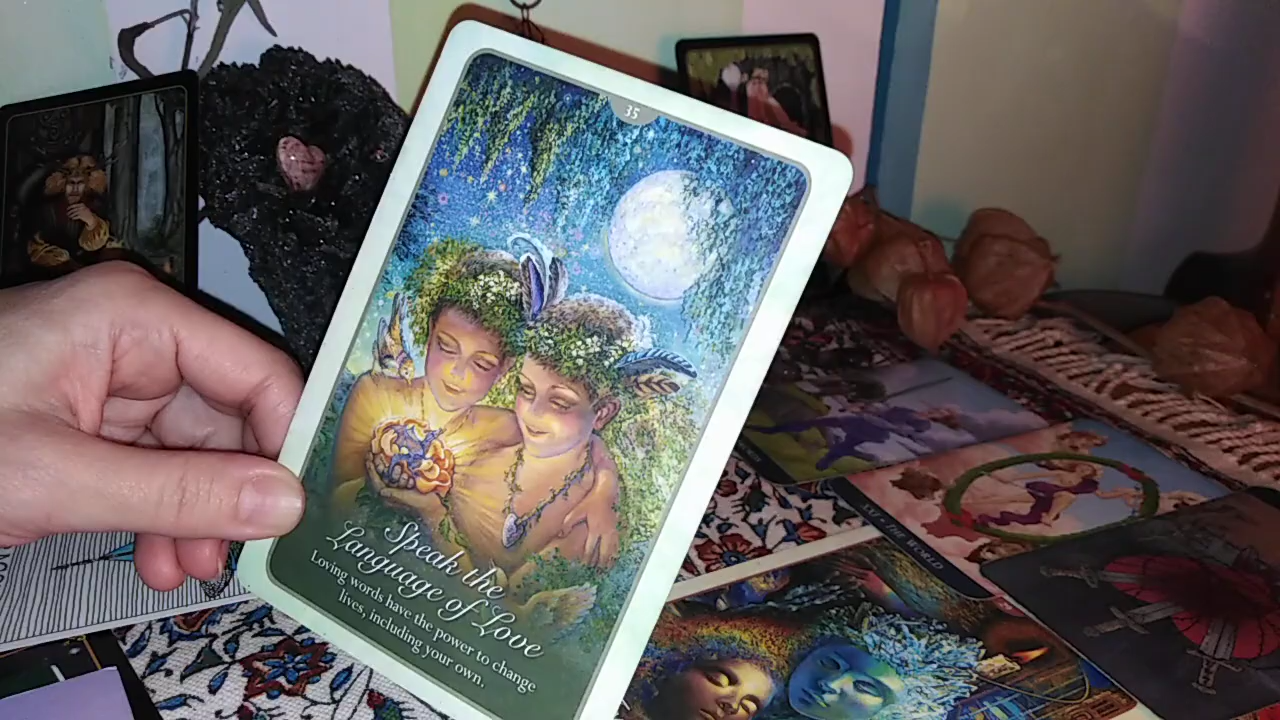 35
Speak the
Language of Love
Loving words have the power to change
lives, including your own.
XXI • THE WORLD